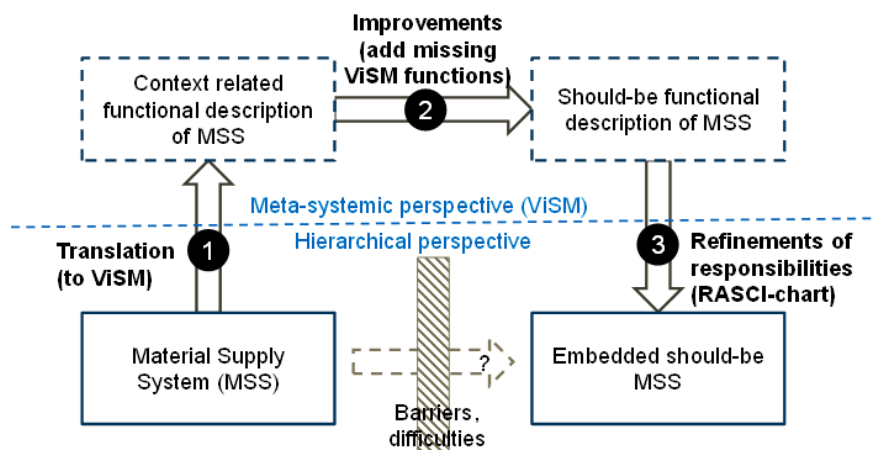 Improvements
(add missing
ViSM functions)
Context related
functional description
of MSS
2
Should-be functional
description of MSS
Meta-systemic perspective (ViSM)
Hierarchical perspective
Translation
(to ViSM)
1
3
Refinements of
responsibilities
(RASCI-chart)
Material Supply
System (MSS)
?
Embedded should-be
MSS
Barriers,
difficulties